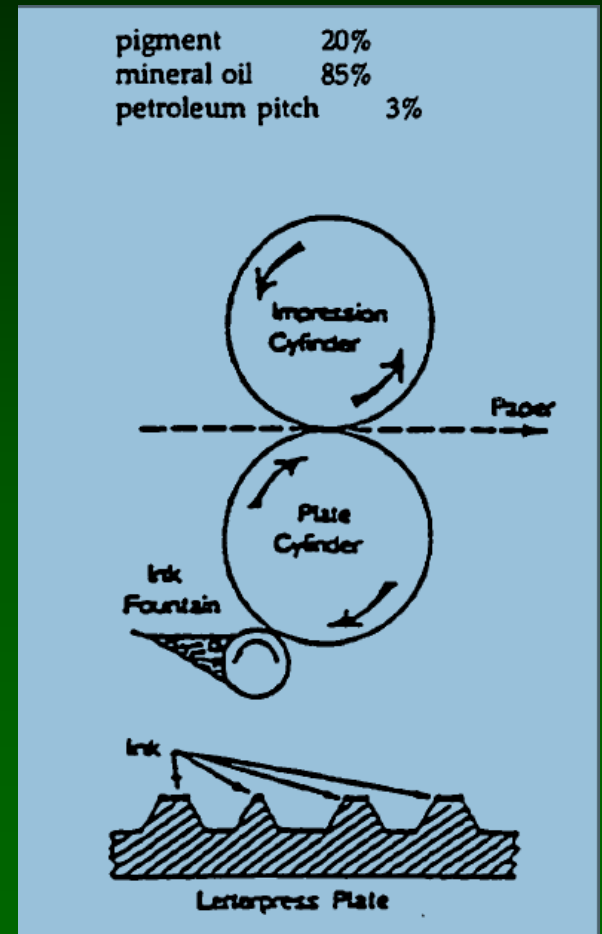 pigment 20%
mineral oil 85%
petroleum pitch 3%
Impression
Cylinder
Paper
Plate
Cylinder
Ink
Fountain
Ink
Letterpress Plate